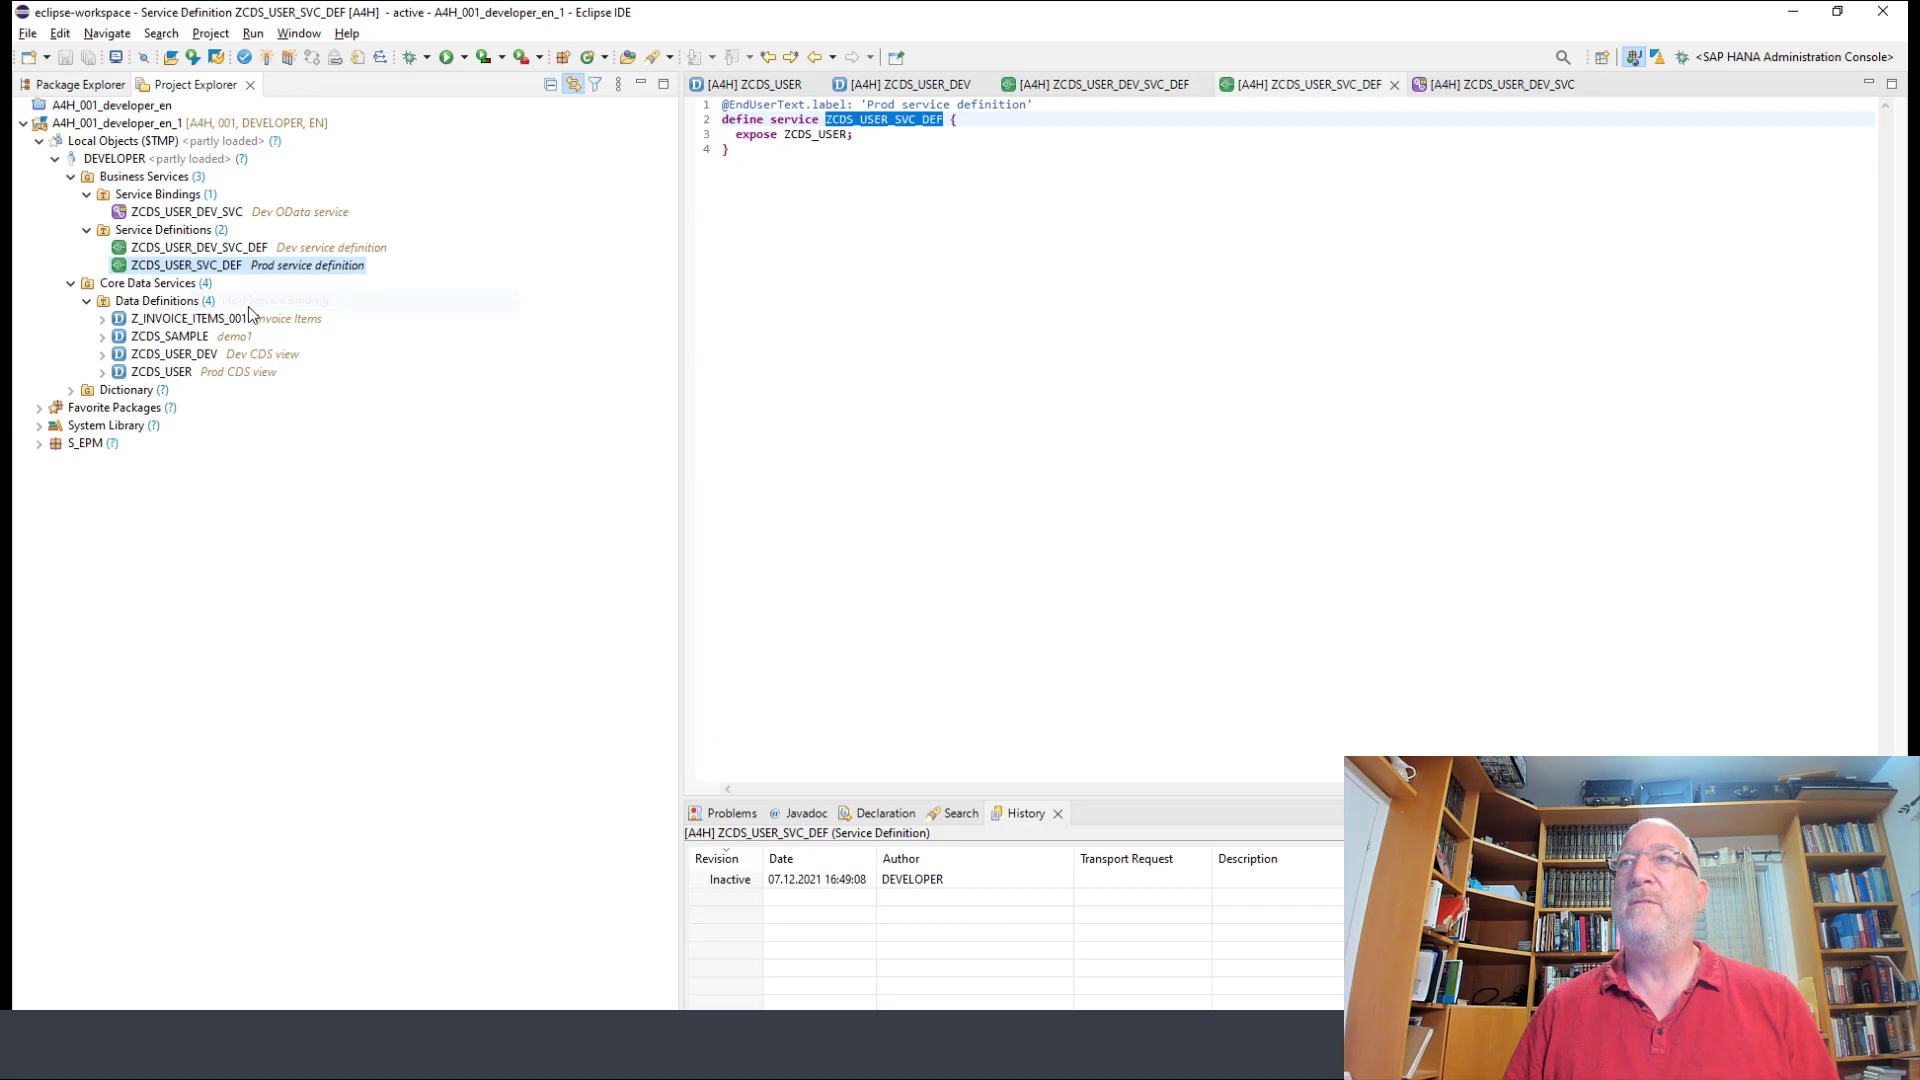 eclipse-workspace - Service Definition ZCDS_USER_SVC_DEF [A4H]  - active - A4H_001_developer_en_1 - Eclipse IDE
File Edit Navigate Search Project Run Window Help
<SAP HANA Administration Console>
Package Explorer Project Explorer
[A4H] ZCDS_USER [A4H] ZCDS_USER_DEV [A4H] ZCDS_USER_DEV_SVC_DEF [A4H] ZCDS_USER_SVC_DEF [A4H] ZCDS_USER_DEV_SVC
A4H_001_developer_en
A4H_001_developer_en_1 [A4H, 001, DEVELOPER, EN]
Local Objects ($TMP) <partly loaded> (?)
DEVELOPER <partly loaded> (?)
Business Services (3)
Service Bindings (1)
ZCDS_USER_DEV_SVC Dev OData service
Service Definitions (2)
ZCDS_USER_DEV_SVC_DEF Dev service definition
ZCDS_USER_SVC_DEF Prod service definition
Core Data Services (4)
Data Definitions (4) New Service Binding
Z_INVOICE_ITEMS_001 Invoice Items
ZCDS_SAMPLE demo1
ZCDS_USER_DEV Dev CDS view
ZCDS_USER Prod CDS view
Dictionary (?)
Favorite Packages (?)
System Library (?)
S_EPM (?)
1 @EndUserText.label: 'Prod service definition'
2 define service ZCDS_USER_SVC_DEF {
3 expose ZCDS_USER;
4 }
Problems Javadoc Declaration Search History
[A4H] ZCDS_USER_SVC_DEF (Service Definition)
Revision Date Author Transport Request Description
Inactive 07.12.2021 16:49:08 DEVELOPER